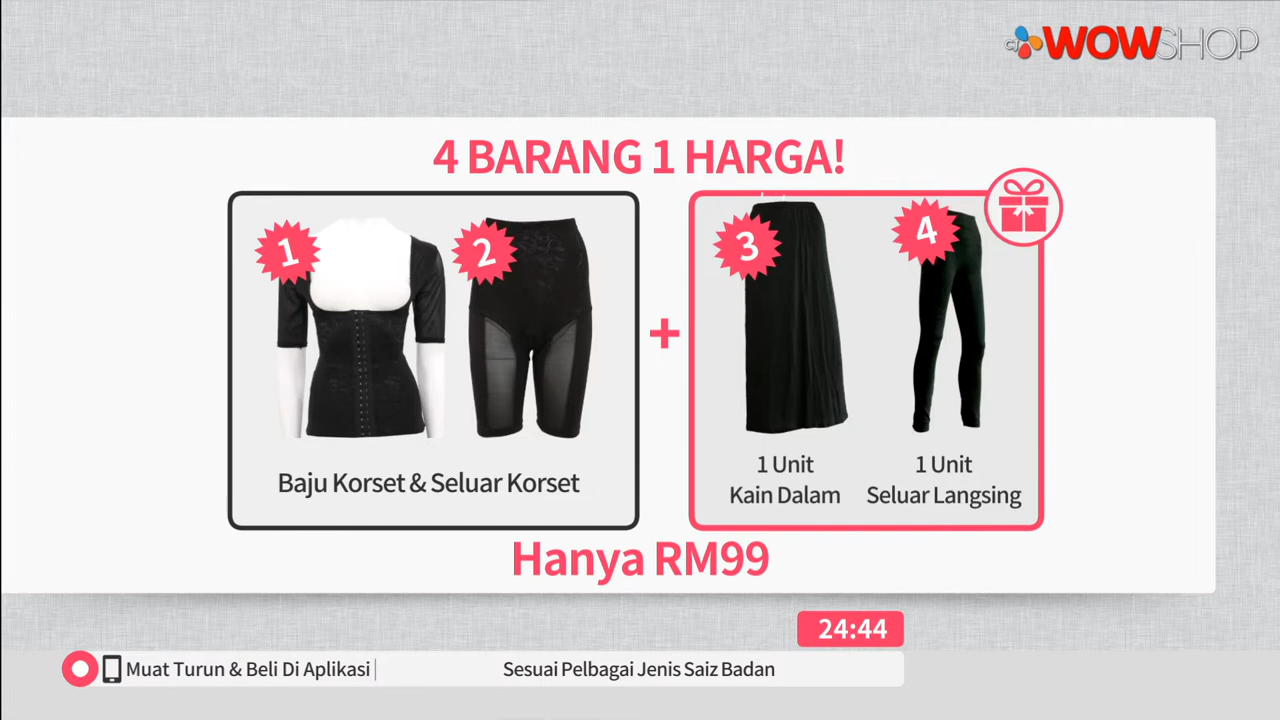 CJ WOWSHOP
4 BARANG 1 HARGA!
1
2
+
3
4
Baju Korset & Seluar Korset
1 Unit
Kain Dalam
1 Unit
Seluar Langsing
Hanya RM99
24:44
Muat Turun & Beli Di Aplikasi | Sesuai Pelbagai Jenis Saiz Badan